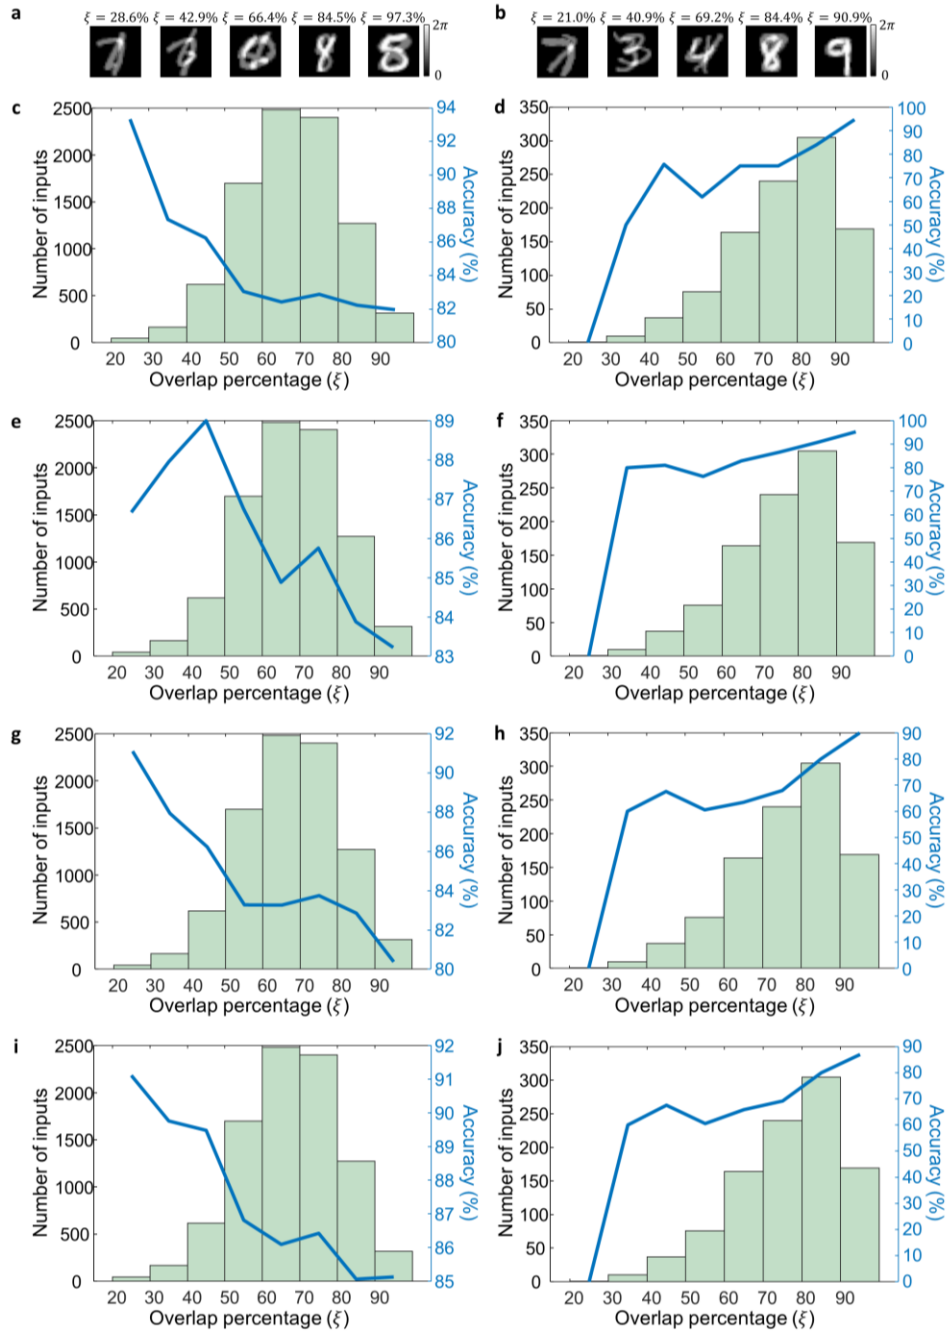 a
ξ = 28.6% ξ = 42.9% ξ = 66.4% ξ = 84.5% ξ = 97.3%
2π
0
b
ξ = 21.0% ξ = 40.9% ξ = 69.2% ξ = 84.4% ξ = 90.9%
2π
0
c
Number of inputs
2500
2000
1500
1000
500
0
94
92
90
88
86
84
82
80
Accuracy (%)
20 30 40 50 60 70 80 90
Overlap percentage (ξ)
d
Number of inputs
350
300
250
200
150
100
50
0
100
90
80
70
60
50
40
30
20
10
0
Accuracy (%)
20 30 40 50 60 70 80 90
Overlap percentage (ξ)
e
Number of inputs
2500
2000
1500
1000
500
0
89
88
87
86
85
84
83
Accuracy (%)
20 30 40 50 60 70 80 90
Overlap percentage (ξ)
f
Number of inputs
350
300
250
200
150
100
50
0
100
90
80
70
60
50
40
30
20
10
0
Accuracy (%)
20 30 40 50 60 70 80 90
Overlap percentage (ξ)
g
Number of inputs
2500
2000
1500
1000
500
0
92
90
88
86
84
82
80
Accuracy (%)
20 30 40 50 60 70 80 90
Overlap percentage (ξ)
h
Number of inputs
350
300
250
200
150
100
50
0
90
80
70
60
50
40
30
20
10
0
Accuracy (%)
20 30 40 50 60 70 80 90
Overlap percentage (ξ)
i
Number of inputs
2500
2000
1500
1000
500
0
92
91
90
89
88
87
86
85
Accuracy (%)
20 30 40 50 60 70 80 90
Overlap percentage (ξ)
j
Number of inputs
350
300
250
200
150
100
50
0
90
80
70
60
50
40
30
20
10
0
Accuracy (%)
20 30 40 50 60 70 80 90
Overlap percentage (ξ)